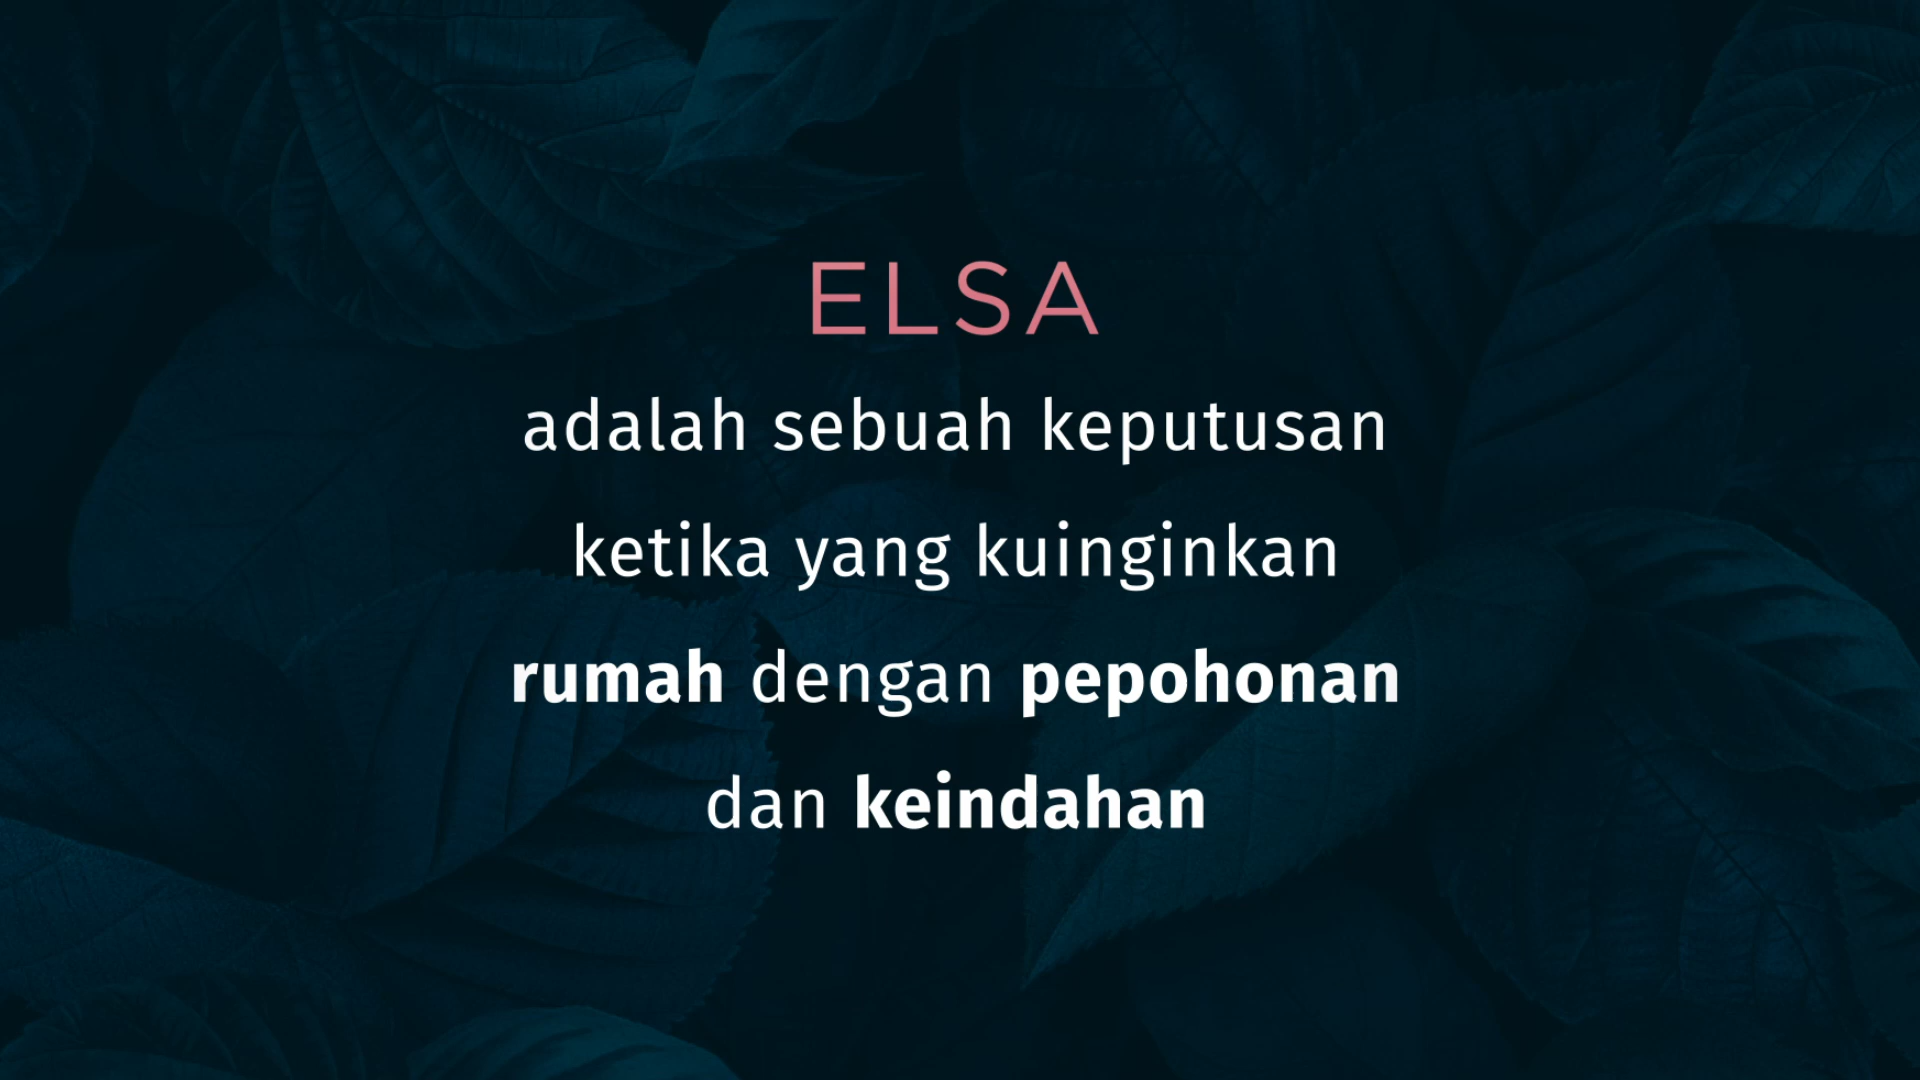 ELSA
adalah sebuah keputusan
ketika yang kuinginkan
rumah dengan pepohonan
dan keindahan